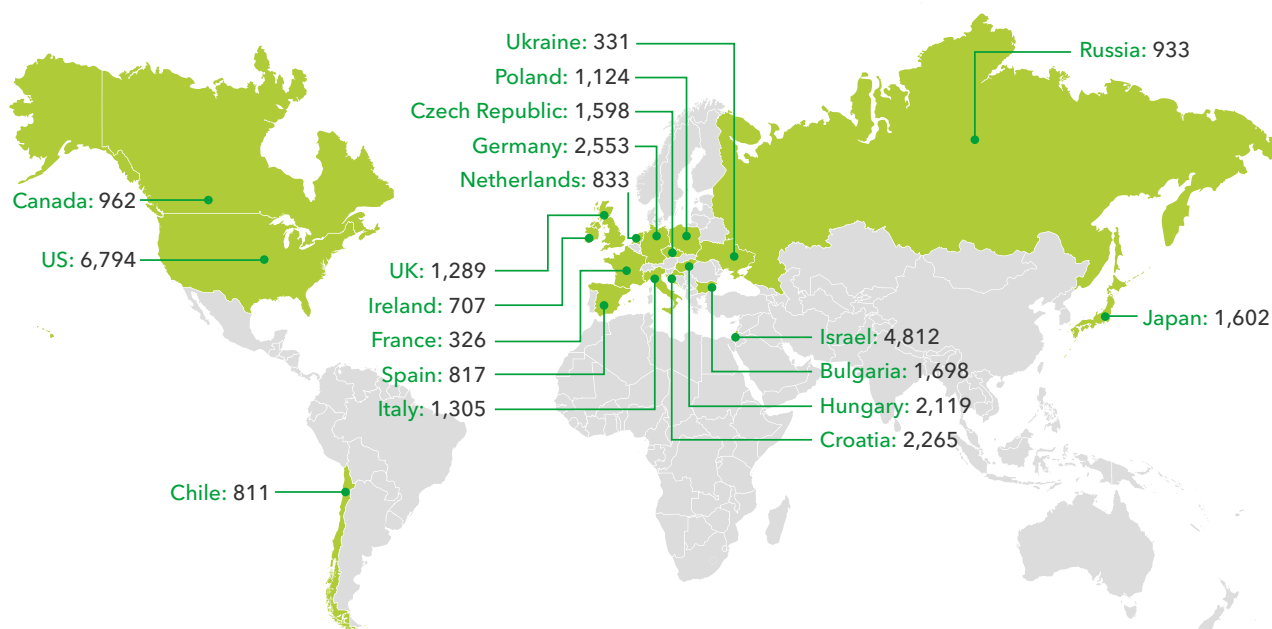 Ukraine: 331
Poland: 1,124
Czech Republic: 1,598
Germany: 2,553
Netherlands: 833
Russia: 933
Canada: 962
US: 6,794
UK: 1,289
Ireland: 707
France: 326
Spain: 817
Italy: 1,305
Israel: 4,812
Bulgaria: 1,698
Hungary: 2,119
Croatia: 2,265
Japan: 1,602
Chile: 811